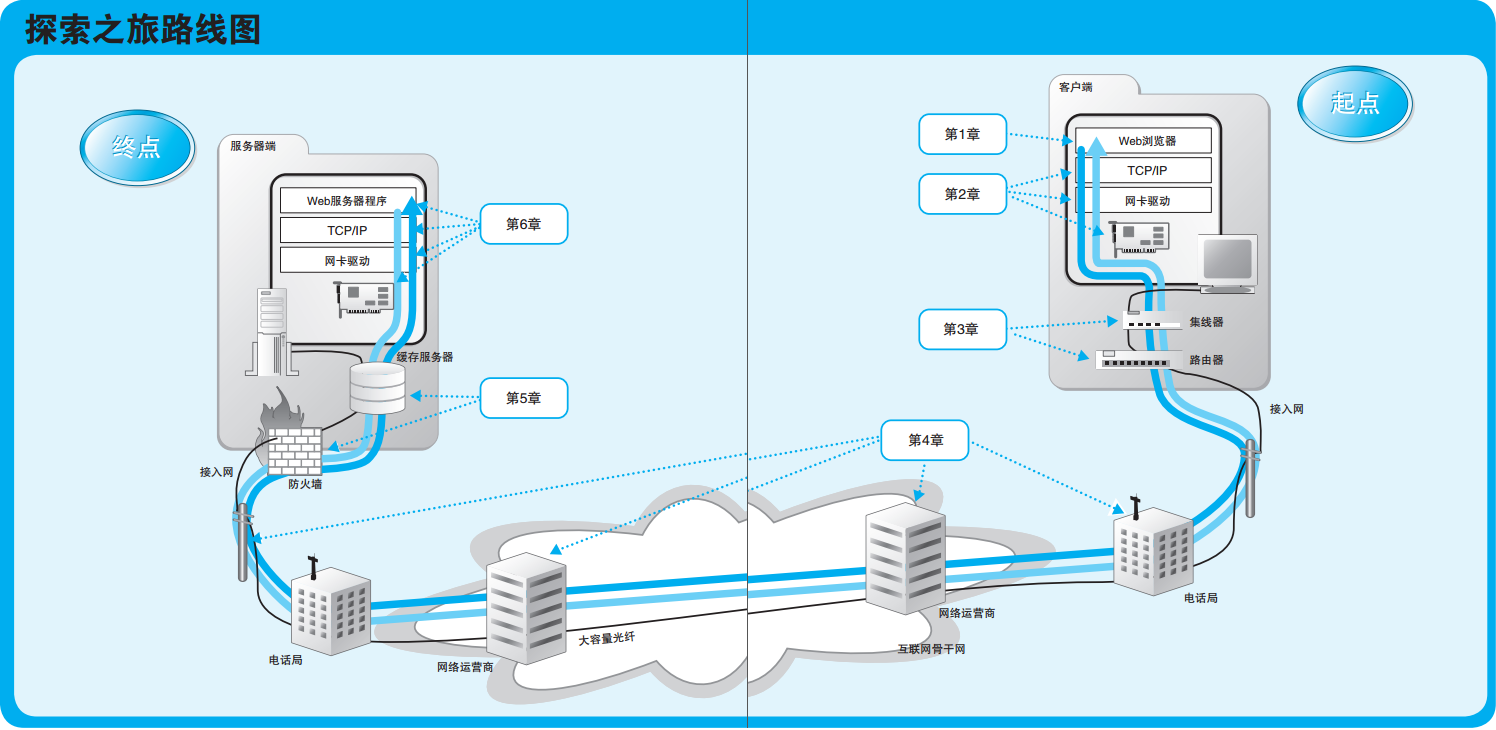 探索之旅路线图
终点
服务器端
Web服务器程序
TCP/IP
网卡驱动
第6章
缓存服务器
第5章
接入网
防火墙
电话局
网络运营商
大容量光纤
起点
客户端
第1章
Web浏览器
第2章
TCP/IP
网卡驱动
第3章
集线器
路由器
接入网
第4章
电话局
网络运营商
互联网骨干网